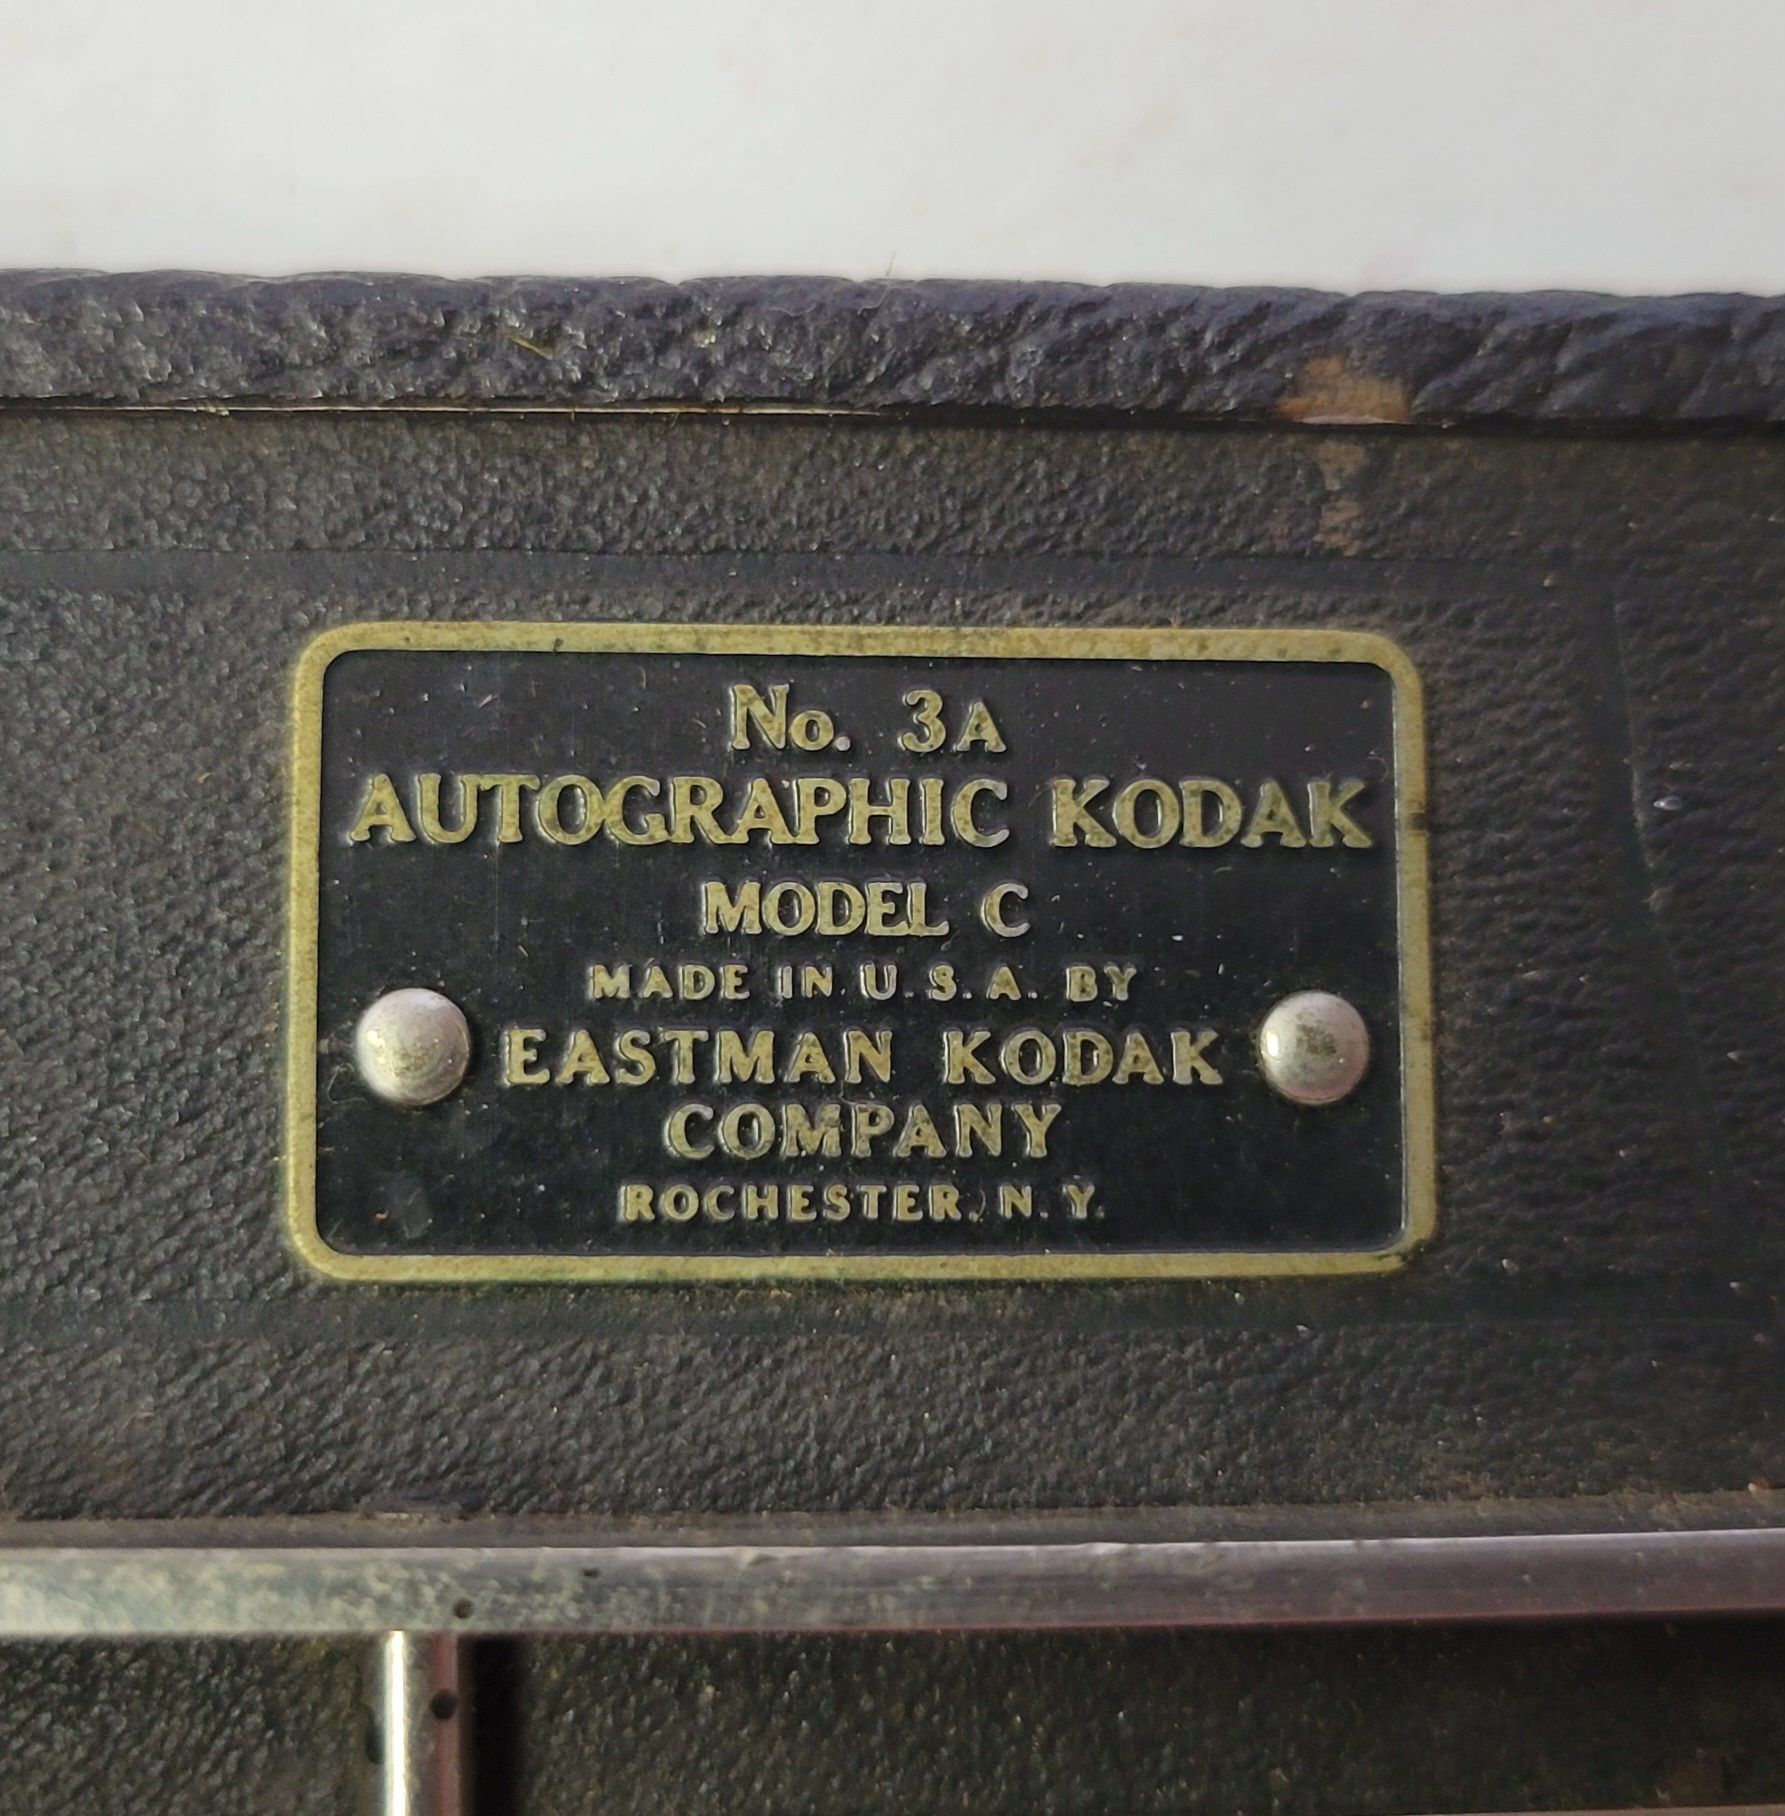 No. 3A
AUTOGRAPHIC KODAK
MODEL C
MADE IN U.S.A. BY
EASTMAN KODAK
COMPANY
ROCHESTER, N.Y.